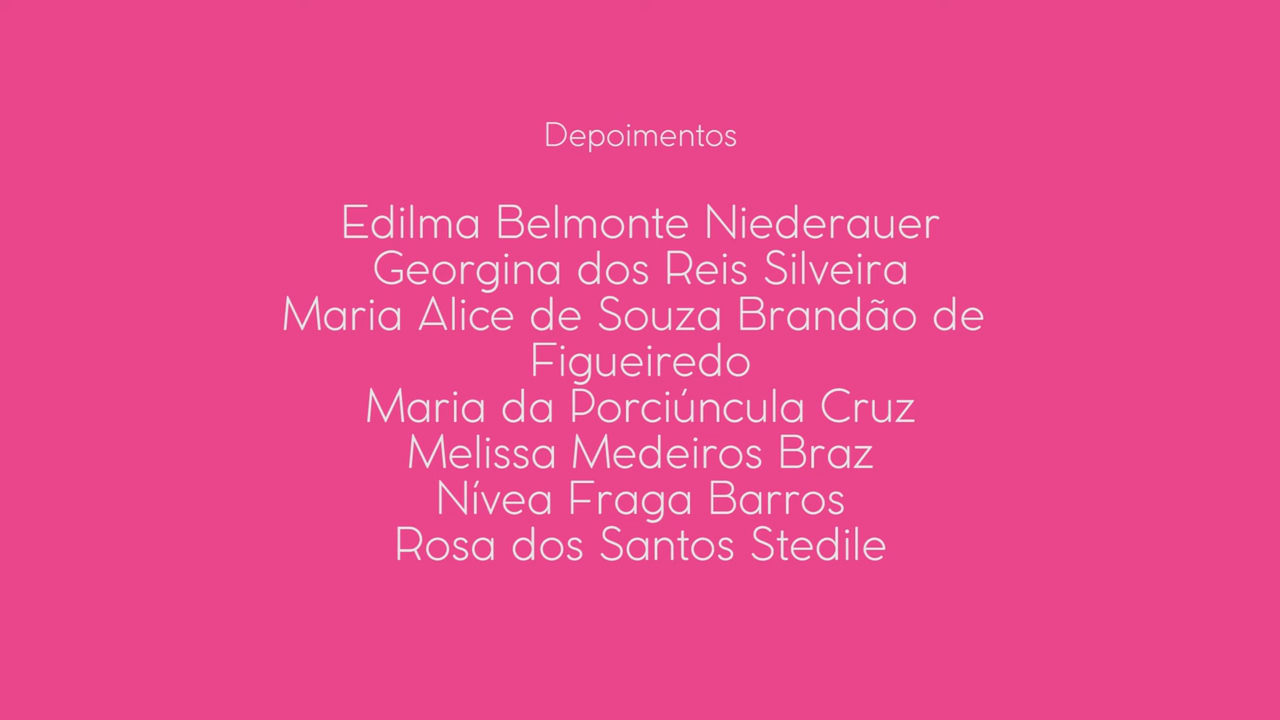 Depoimentos
Edilma Belmonte Niederauer
Georgina dos Reis Silveira
Maria Alice de Souza Brandão de
Figueiredo
Maria da Porciúncula Cruz
Melissa Medeiros Braz
Nívea Fraga Barros
Rosa dos Santos Stedile